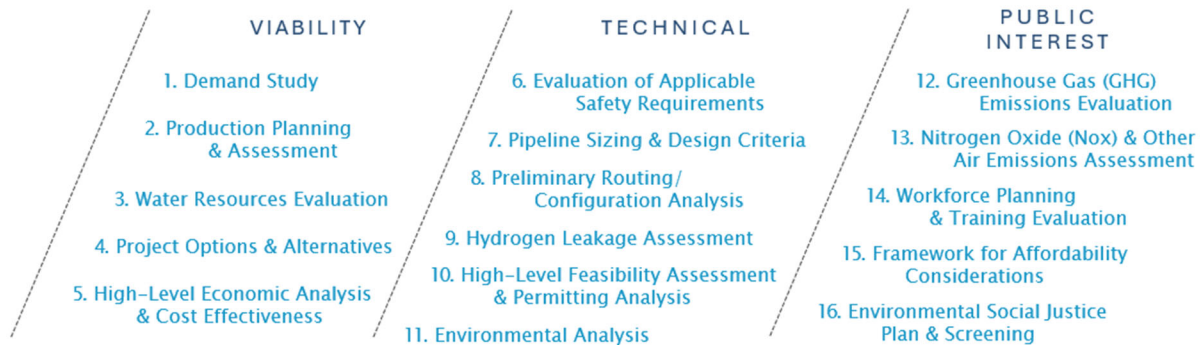 VIABILITY
1. Demand Study
2. Production Planning
& Assessment
3. Water Resources Evaluation
4. Project Options & Alternatives
5. High-Level Economic Analysis
& Cost Effectiveness
TECHNICAL
6. Evaluation of Applicable
Safety Requirements
7. Pipeline Sizing & Design Criteria
8. Preliminary Routing/
Configuration Analysis
9. Hydrogen Leakage Assessment
10. High-Level Feasibility Assessment
& Permitting Analysis
11. Environmental Analysis
PUBLIC
INTEREST
12. Greenhouse Gas (GHG)
Emissions Evaluation
13. Nitrogen Oxide (Nox) & Other
Air Emissions Assessment
14. Workforce Planning
& Training Evaluation
15. Framework for Affordability
Considerations
16. Environmental Social Justice
Plan & Screening